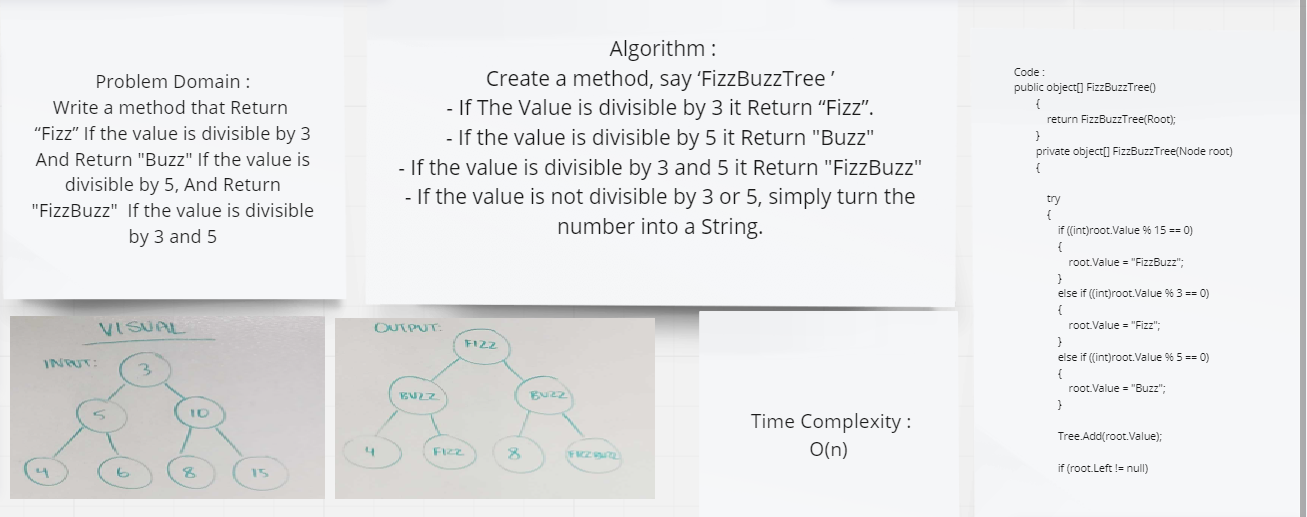 Problem Domain :
Write a method that Return
“Fizz” If the value is divisible by 3
And Return "Buzz" If the value is
divisible by 5, And Return
"FizzBuzz" If the value is divisible
by 3 and 5
Algorithm :
Create a method, say ‘FizzBuzzTree ’
- If The Value is divisible by 3 it Return “Fizz”.
- If the value is divisible by 5 it Return "Buzz"
- If the value is divisible by 3 and 5 it Return "FizzBuzz"
- If the value is not divisible by 3 or 5, simply turn the
number into a String.
VISUAL
INPUT:
3
5 10
4 6 8 15
OUTPUT:
FIZZ
BUZZ BUZZ
4 FIZZ 8 FIZZBUZZ
Time Complexity :
O(n)
Code :
public object[] FizzBuzzTree()
{
return FizzBuzzTree(Root);
}
private object[] FizzBuzzTree(Node root)
{
try
{
if ((int)root.Value % 15 == 0)
{
root.Value = "FizzBuzz";
}
else if ((int)root.Value % 3 == 0)
{
root.Value = "Fizz";
}
else if ((int)root.Value % 5 == 0)
{
root.Value = "Buzz";
}
Tree.Add(root.Value);
if (root.Left != null)